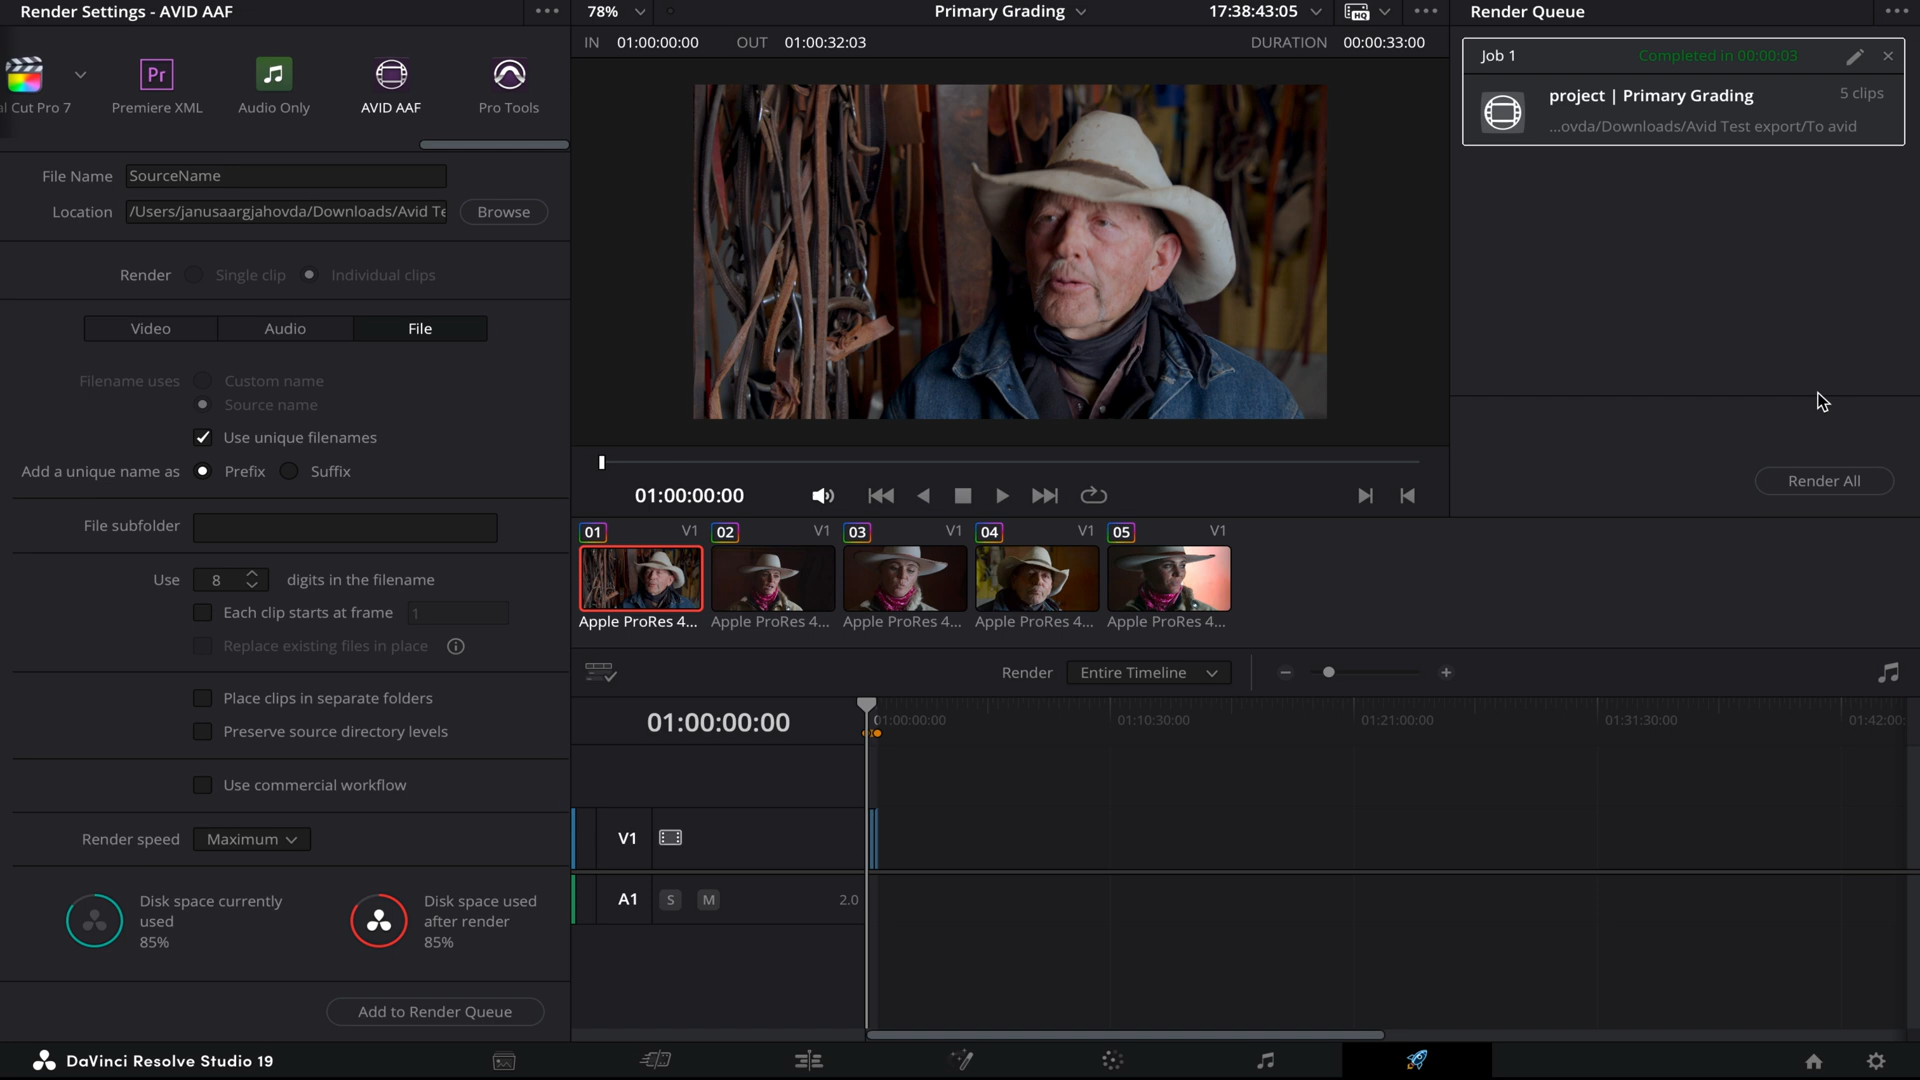 Render Settings - AVID AAF
78%
Primary Grading
17:38:43:05
HQ
Render Queue
IN 01:00:00:00 OUT 01:00:32:03
DURATION 00:00:33:00
al Cut Pro 7
Pr
Premiere XML
Audio Only
AVID AAF
Pro Tools
Job 1
Completed in 00:00:03
project | Primary Grading
5 clips
...ovda/Downloads/Avid Test export/To avid
File Name SourceName
Location /Users/janusaargjahovda/Downloads/Avid Te
Browse
Render Single clip Individual clips
Video Audio File
Filename uses Custom name
Source name
Use unique filenames
Add a unique name as Prefix Suffix
File subfolder
Use 8 digits in the filename
Each clip starts at frame 1
Replace existing files in place
Place clips in separate folders
Preserve source directory levels
Use commercial workflow
Render speed Maximum
Disk space currently used
85%
Disk space used after render
85%
Add to Render Queue
01:00:00:00
Render All
01 V1 02 V1 03 V1 04 V1 05 V1
Apple ProRes 4... Apple ProRes 4... Apple ProRes 4... Apple ProRes 4... Apple ProRes 4...
Render Entire Timeline
01:00:00:00
01:00:00:00 01:10:30:00 01:21:00:00 01:31:30:00 01:42:00:
V1
A1 S M 2.0
DaVinci Resolve Studio 19